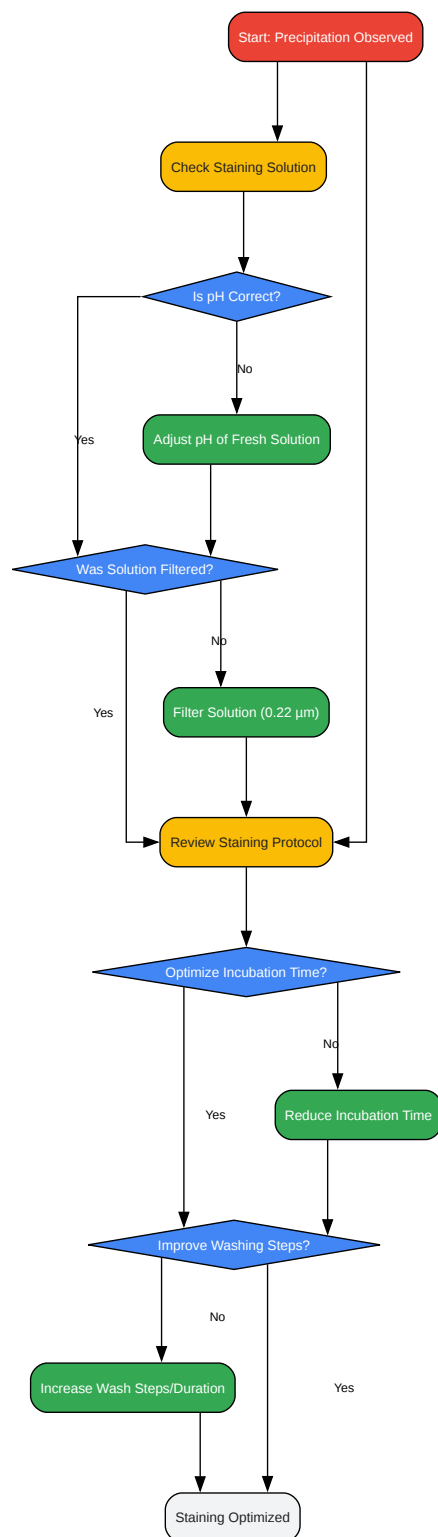 Start: Precipitation Observed
Check Staining Solution
Is pH Correct?
No
Yes
Adjust pH of Fresh Solution
Was Solution Filtered?
No
Yes
Filter Solution (0.22 µm)
Review Staining Protocol
Optimize Incubation Time?
No
Yes
Reduce Incubation Time
Improve Washing Steps?
No
Yes
Increase Wash Steps/Duration
Staining Optimized